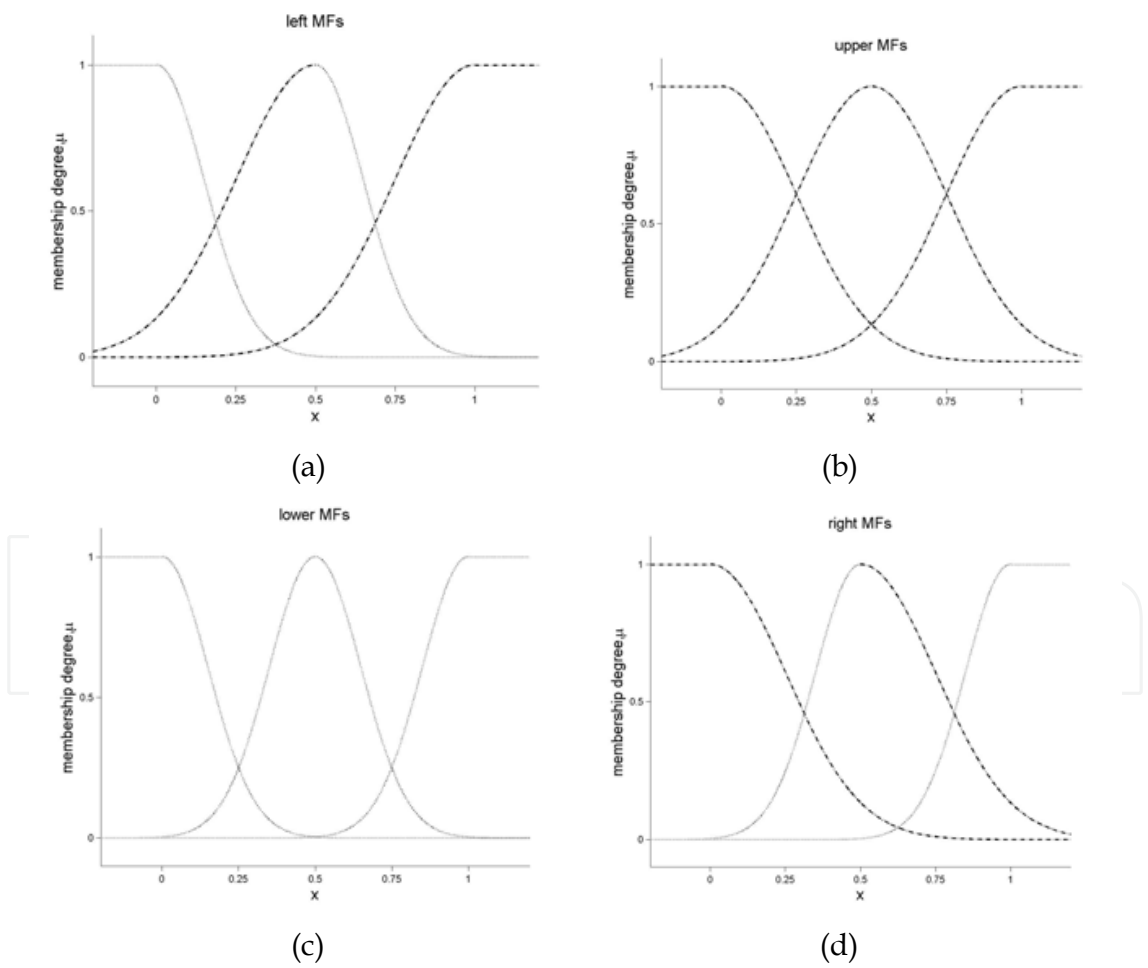 left MFs
1
0.5
0
membership degree,μ
0 0.25 0.5 0.75 1
x
(a)
upper MFs
1
0.5
0
membership degree,μ
0 0.25 0.5 0.75 1
x
(b)
lower MFs
1
0.5
0
membership degree,μ
0 0.25 0.5 0.75 1
x
(c)
right MFs
1
0.5
0
membership degree,μ
0 0.25 0.5 0.75 1
x
(d)